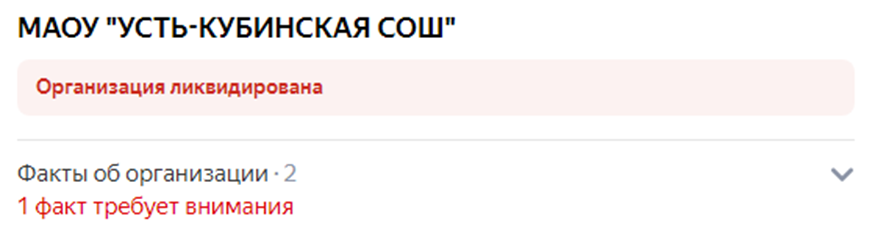 МАОУ "УСТЬ-КУБИНСКАЯ СОШ"
Организация ликвидирована
Факты об организации · 2
1 факт требует внимания